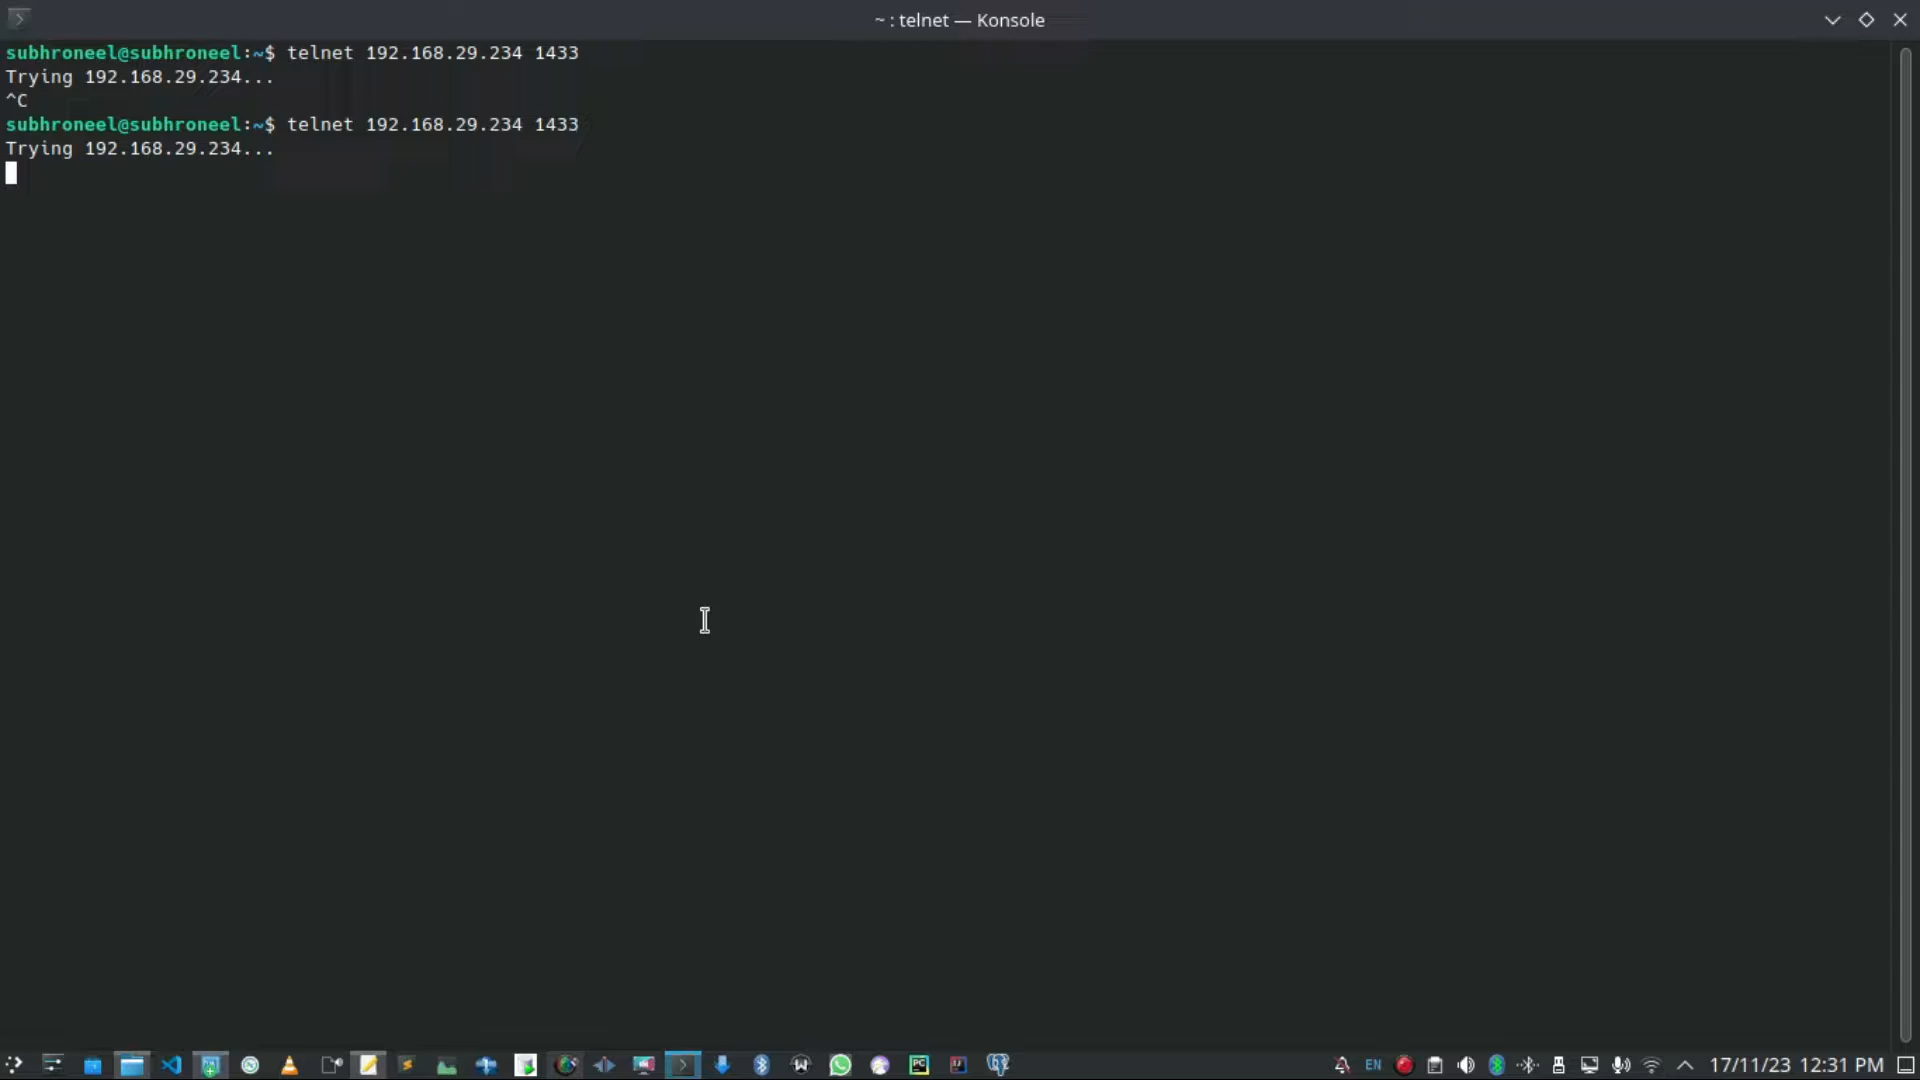 ~ : telnet — Konsole
subhroneel@subhroneel:~$ telnet 192.168.29.234 1433
Trying 192.168.29.234...
^C
subhroneel@subhroneel:~$ telnet 192.168.29.234 1433
Trying 192.168.29.234...
EN
17/11/23 12:31 PM